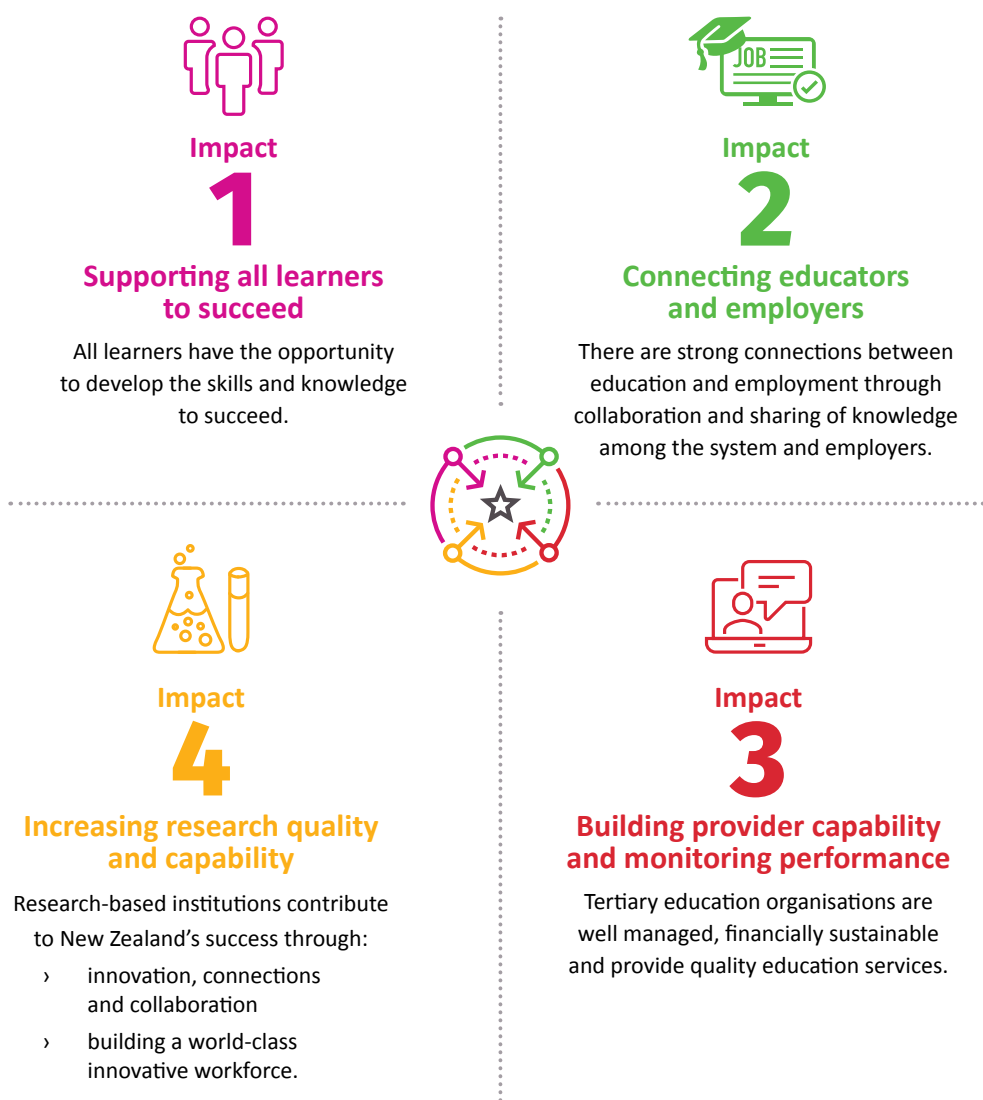 JOB
Impact
1
Supporting all learners
to succeed
All learners have the opportunity
to develop the skills and knowledge
to succeed.
Impact
2
Connecting educators
and employers
There are strong connections between
education and employment through
collaboration and sharing of knowledge
among the system and employers.
Impact
3
Building provider capability
and monitoring performance
Tertiary education organisations are
well managed, financially sustainable
and provide quality education services.
Impact
4
Increasing research quality
and capability
Research-based institutions contribute
to New Zealand’s success through:
› innovation, connections
and collaboration
› building a world-class
innovative workforce.